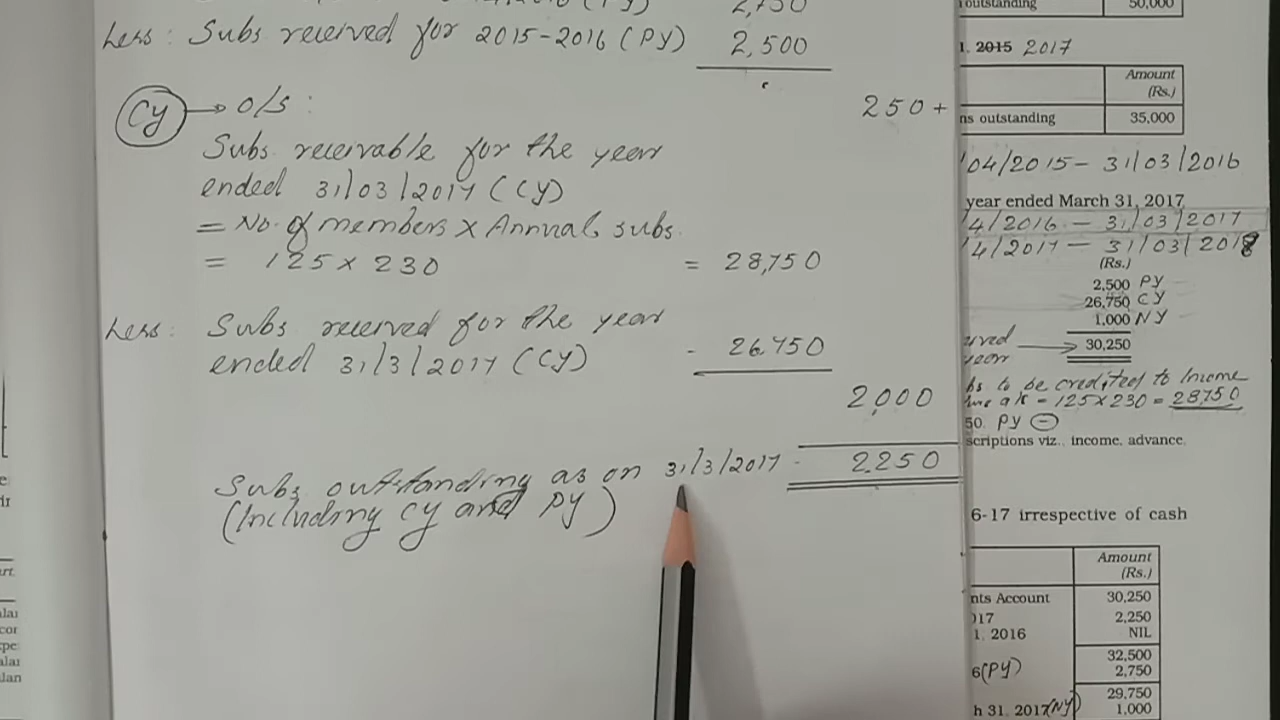 2,750
Less: Subs received for 2015-2016 (PY) 2,500
250 +
CY → O/S :
Subs receivable for the year
ended 31/03/2017 (CY)
= No. of members x Annual subs.
= 125 x 230 = 28,750
Less: Subs received for the year
ended 31/3/2017 (CY) - 26,750
2,000
Subs outstanding as on 31/3/2017 - 2,250
(Including CY and PY)
outstanding 50,000
1, 2015 2017
Amount
(Rs.)
ns outstanding 35,000
04/2015 - 31/03/2016
year ended March 31, 2017
4/2016 - 31/03/2017
4/2017 - 31/03/2018
(Rs.)
2,500 PY
26,750 CY
1,000 NY
30,250
bs to be credited to Income
a/c - 125 x 230 = 28,750
50. PY -
scriptions viz., income, advance,
6-17 irrespective of cash
Amount
(Rs.)
nts Account 30,250
017 2,250
1, 2016 NIL
32,500
6(PY) 2,750
29,750
h 31, 2017(NY) 1,000